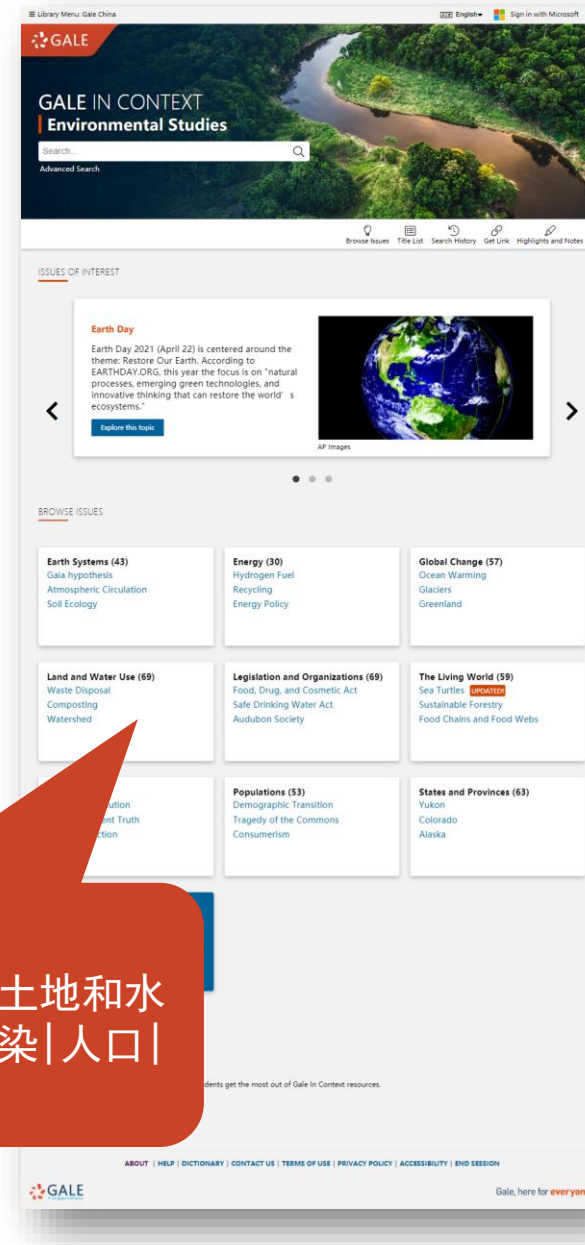 Library Menu: Gale China
English
Sign in with Microsoft
GALE
GALE IN CONTEXT
Environmental Studies
Search...
Advanced Search
Browse Issues
Title List
Search History
Get Link
Highlights and Notes
ISSUES OF INTEREST
Earth Day
Earth Day 2021 (April 22) is centered around the
theme: Restore Our Earth. According to
EARTHDAY.ORG, this year the focus is on "natural
processes, emerging green technologies, and
innovative thinking that can restore the world's
ecosystems."
Explore this topic
AP Images
BROWSE ISSUES
Earth Systems (43)
Gaia hypothesis
Atmospheric Circulation
Soil Ecology
Energy (30)
Hydrogen Fuel
Recycling
Energy Policy
Global Change (57)
Ocean Warming
Glaciers
Greenland
Land and Water Use (69)
Waste Disposal
Composting
Watershed
Legislation and Organizations (69)
Food, Drug, and Cosmetic Act
Safe Drinking Water Act
Audubon Society
The Living World (59)
Sea Turtles UPDATED!
Sustainable Forestry
Food Chains and Food Webs
ution
ent Truth
ction
Populations (53)
Demographic Transition
Tragedy of the Commons
Consumerism
States and Provinces (63)
Yukon
Colorado
Alaska
土地和水
染|人口|
dents get the most out of Gale In Context resources.
ABOUT | HELP | DICTIONARY | CONTACT US | TERMS OF USE | PRIVACY POLICY | ACCESSIBILITY | END SESSION
GALE
Gale, here for everyon